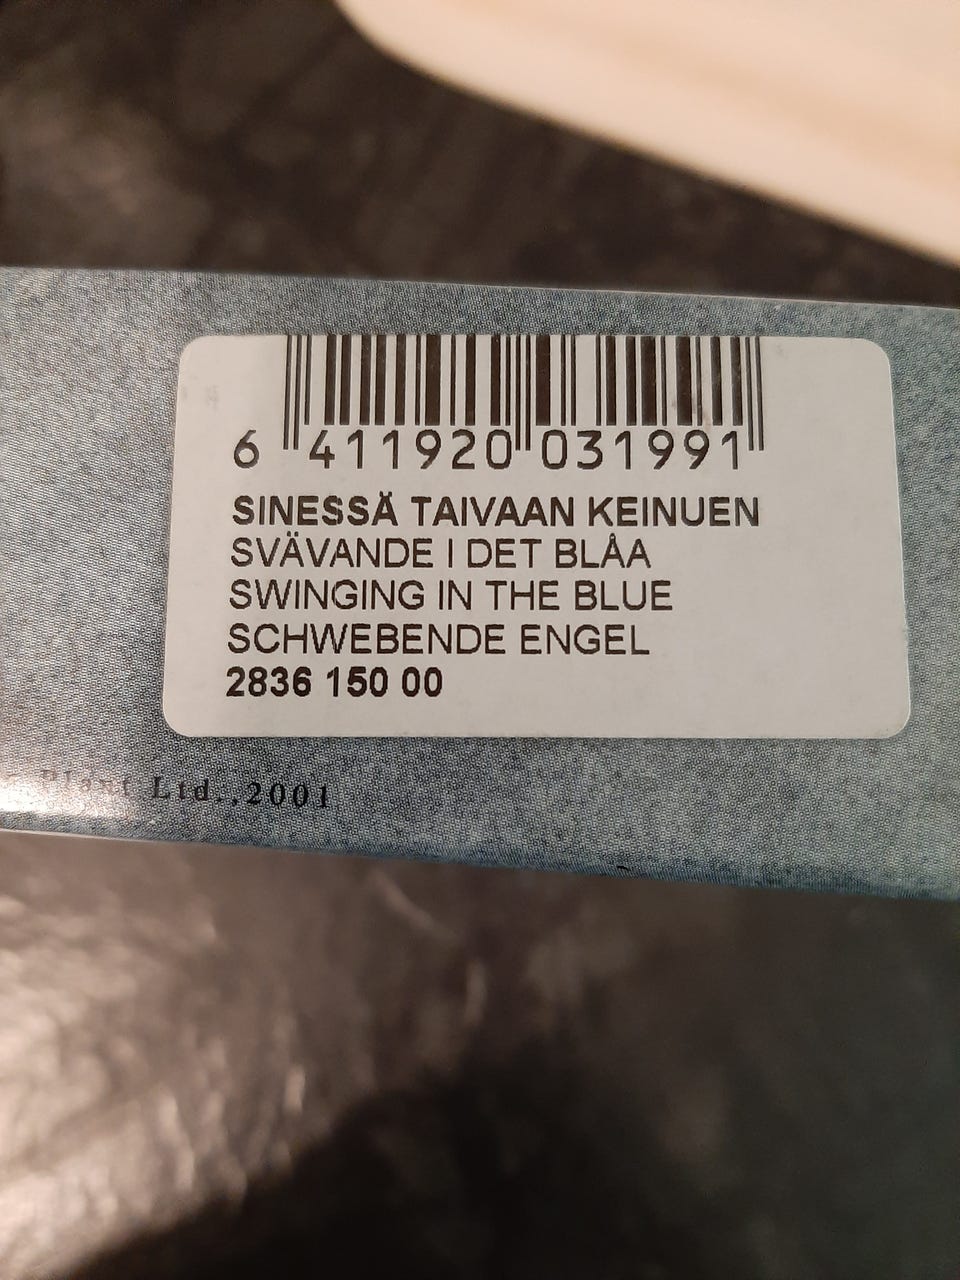 6 411920 031991
SINESSÄ TAIVAAN KEINUEN
SVÄVANDE I DET BLÅA
SWINGING IN THE BLUE
SCHWEBENDE ENGEL
2836 150 00
Plant Ltd.,2001